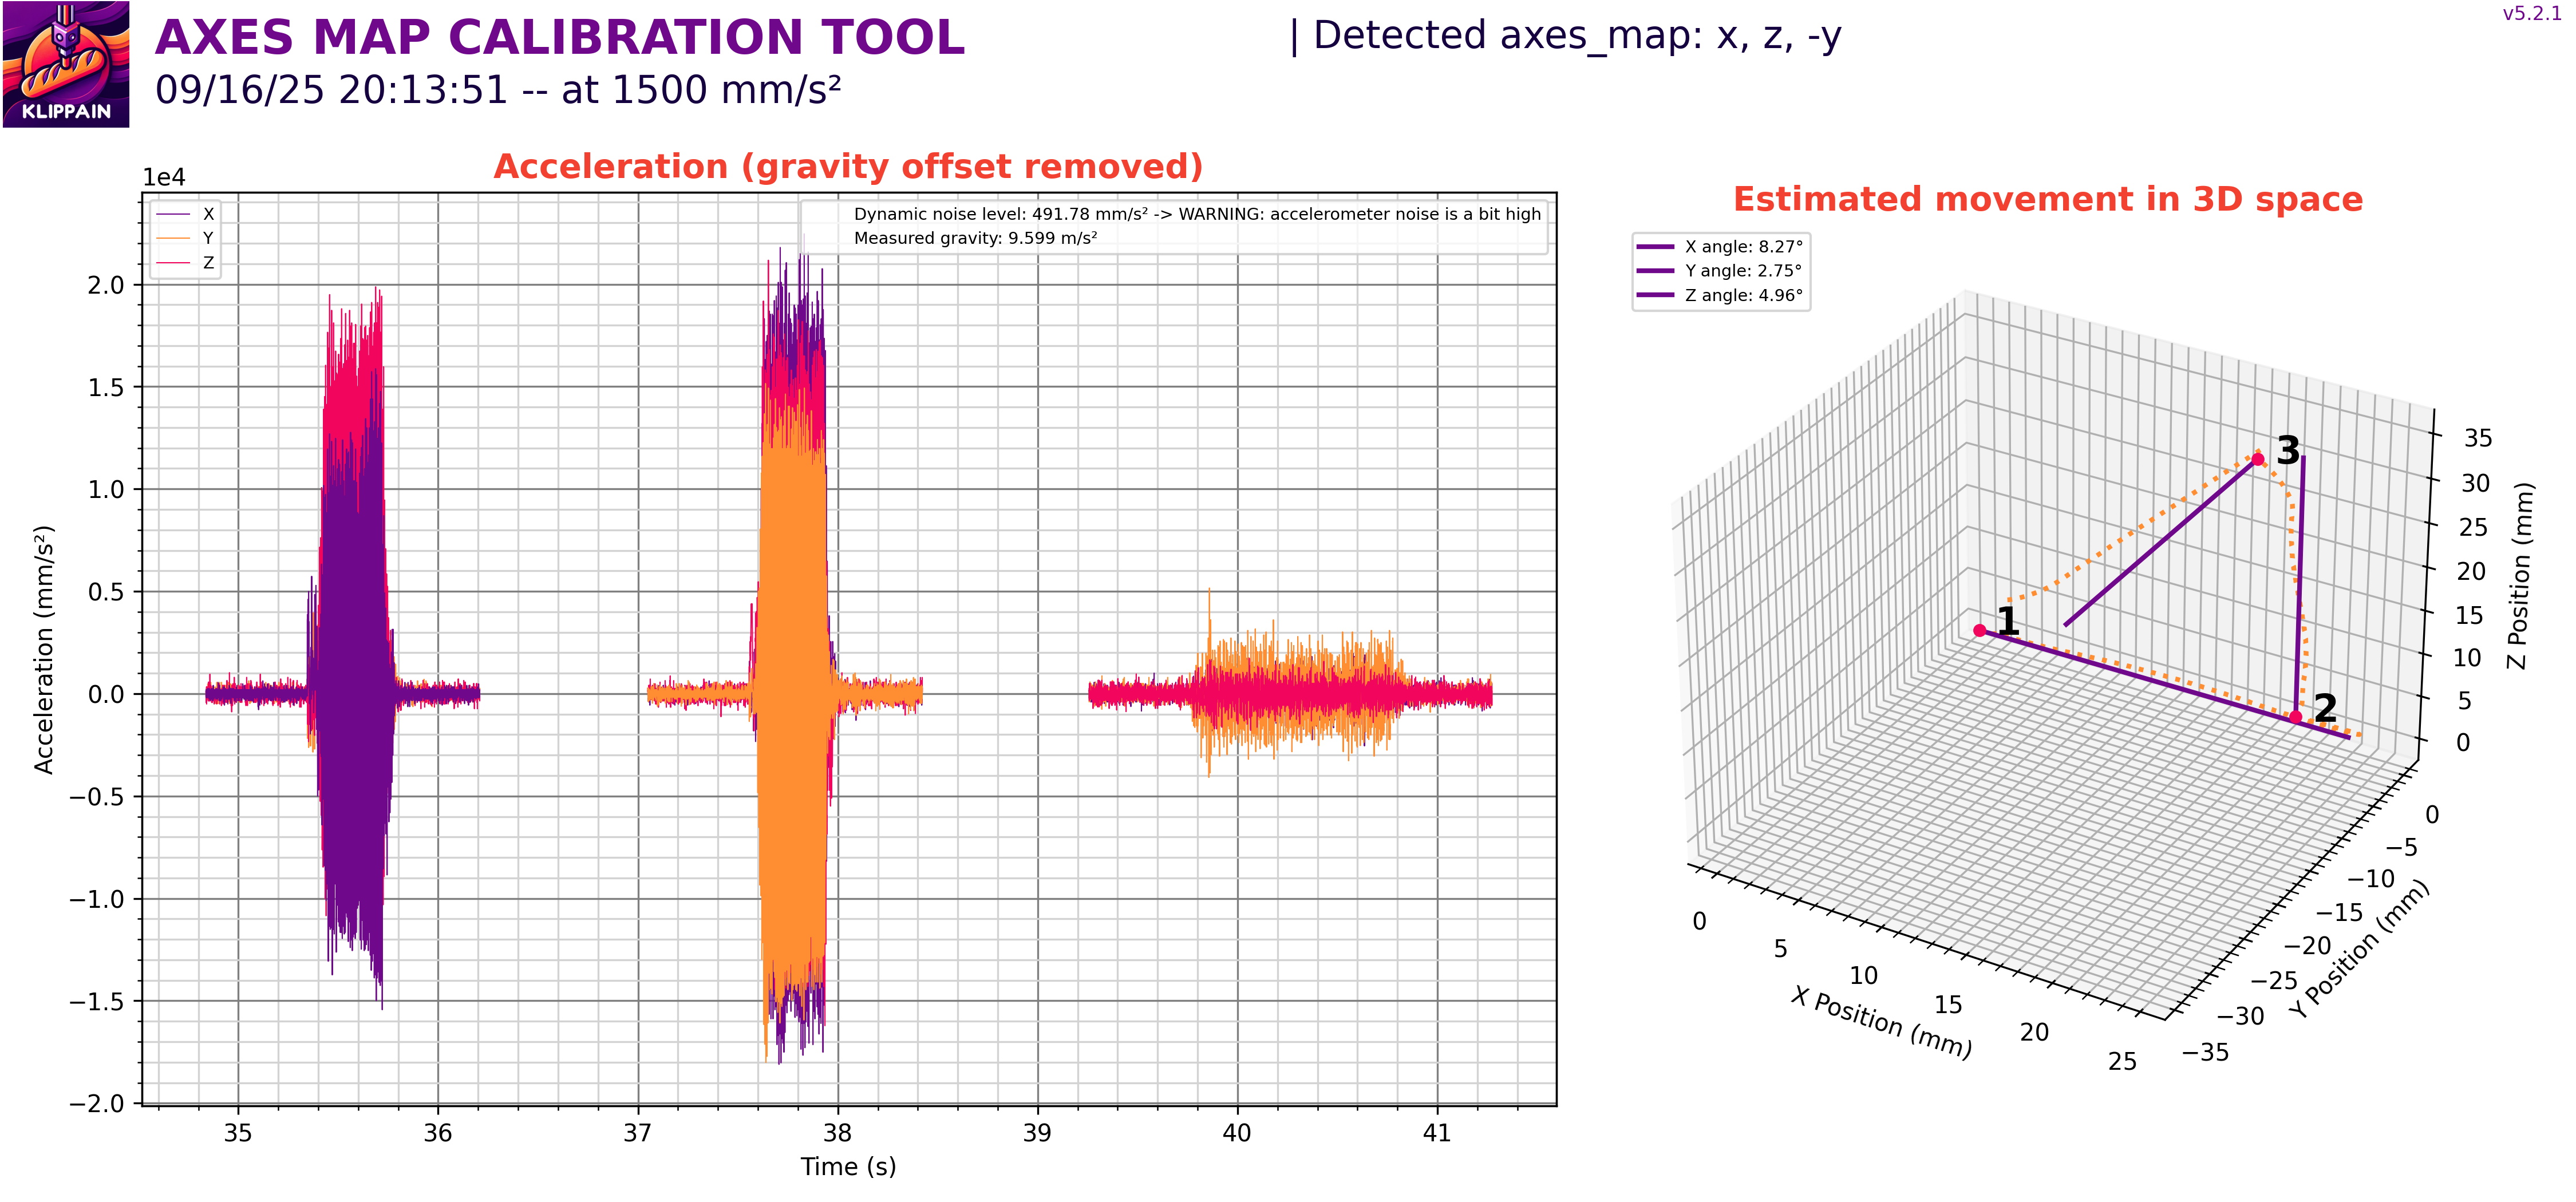 KLIPPAIN
AXES MAP CALIBRATION TOOL
09/16/25 20:13:51 -- at 1500 mm/s²
| Detected axes_map: x, z, -y
v5.2.1
Acceleration (gravity offset removed)
1e4
X
Y
Z
Dynamic noise level: 491.78 mm/s² -> WARNING: accelerometer noise is a bit high
Measured gravity: 9.599 m/s²
2.0
1.5
1.0
0.5
0.0
−0.5
−1.0
−1.5
−2.0
Acceleration (mm/s²)
35
36
37
38
39
40
41
Time (s)
Estimated movement in 3D space
X angle: 8.27°
Y angle: 2.75°
Z angle: 4.96°
1
2
3
35
30
25
20
15
10
5
0
Z Position (mm)
0
−5
−10
−15
−20
−25
−30
−35
Y Position (mm)
0
5
10
15
20
25
X Position (mm)